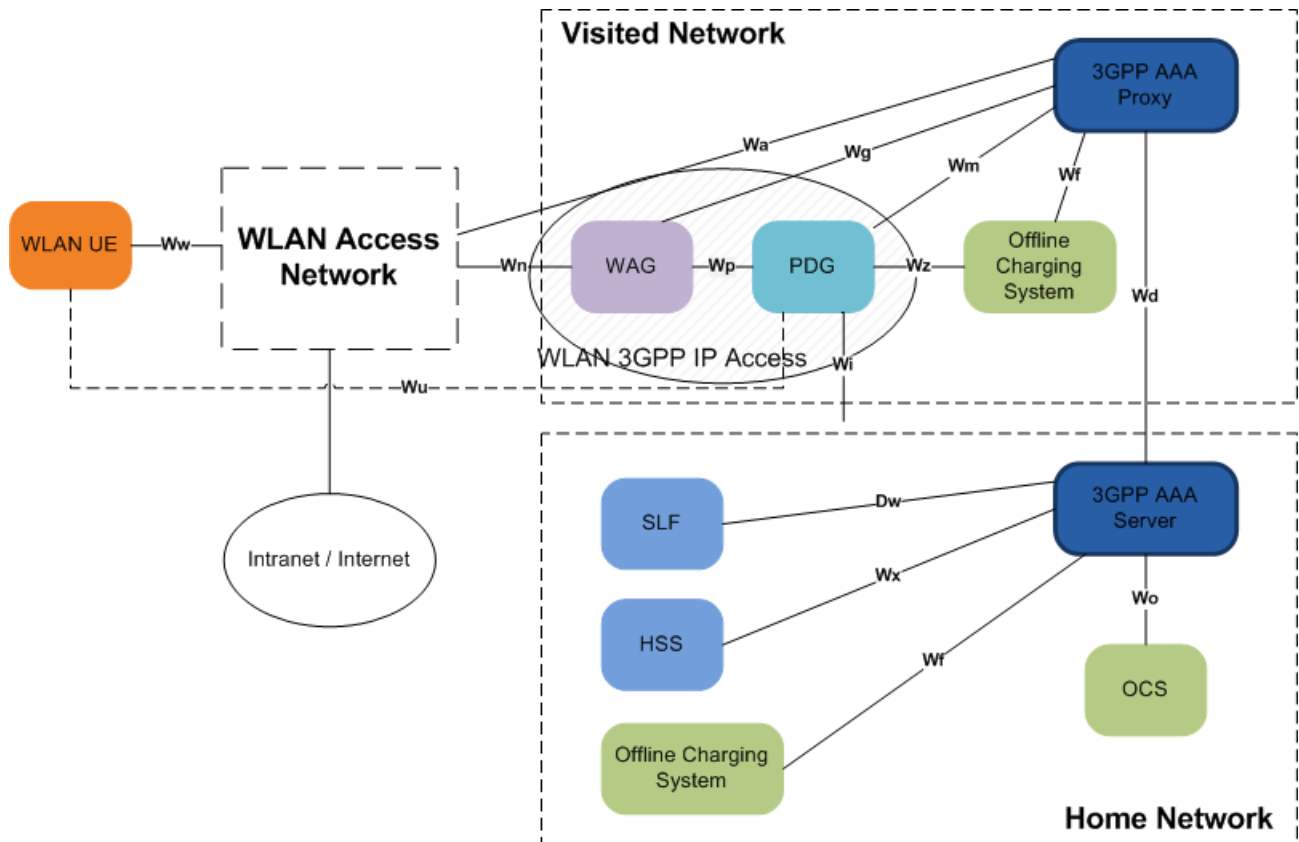 Visited Network
3GPP AAA
Proxy
Wa
Wg
Wm
Wf
WLAN UE
Ww
WLAN Access
Network
Wn
WAG
Wp
PDG
Wz
Offline
Charging
System
Wd
WLAN 3GPP IP Access
Wi
Wu
Intranet / Internet
SLF
Dw
3GPP AAA
Server
Wx
HSS
Wf
Wo
OCS
Offline Charging
System
Home Network